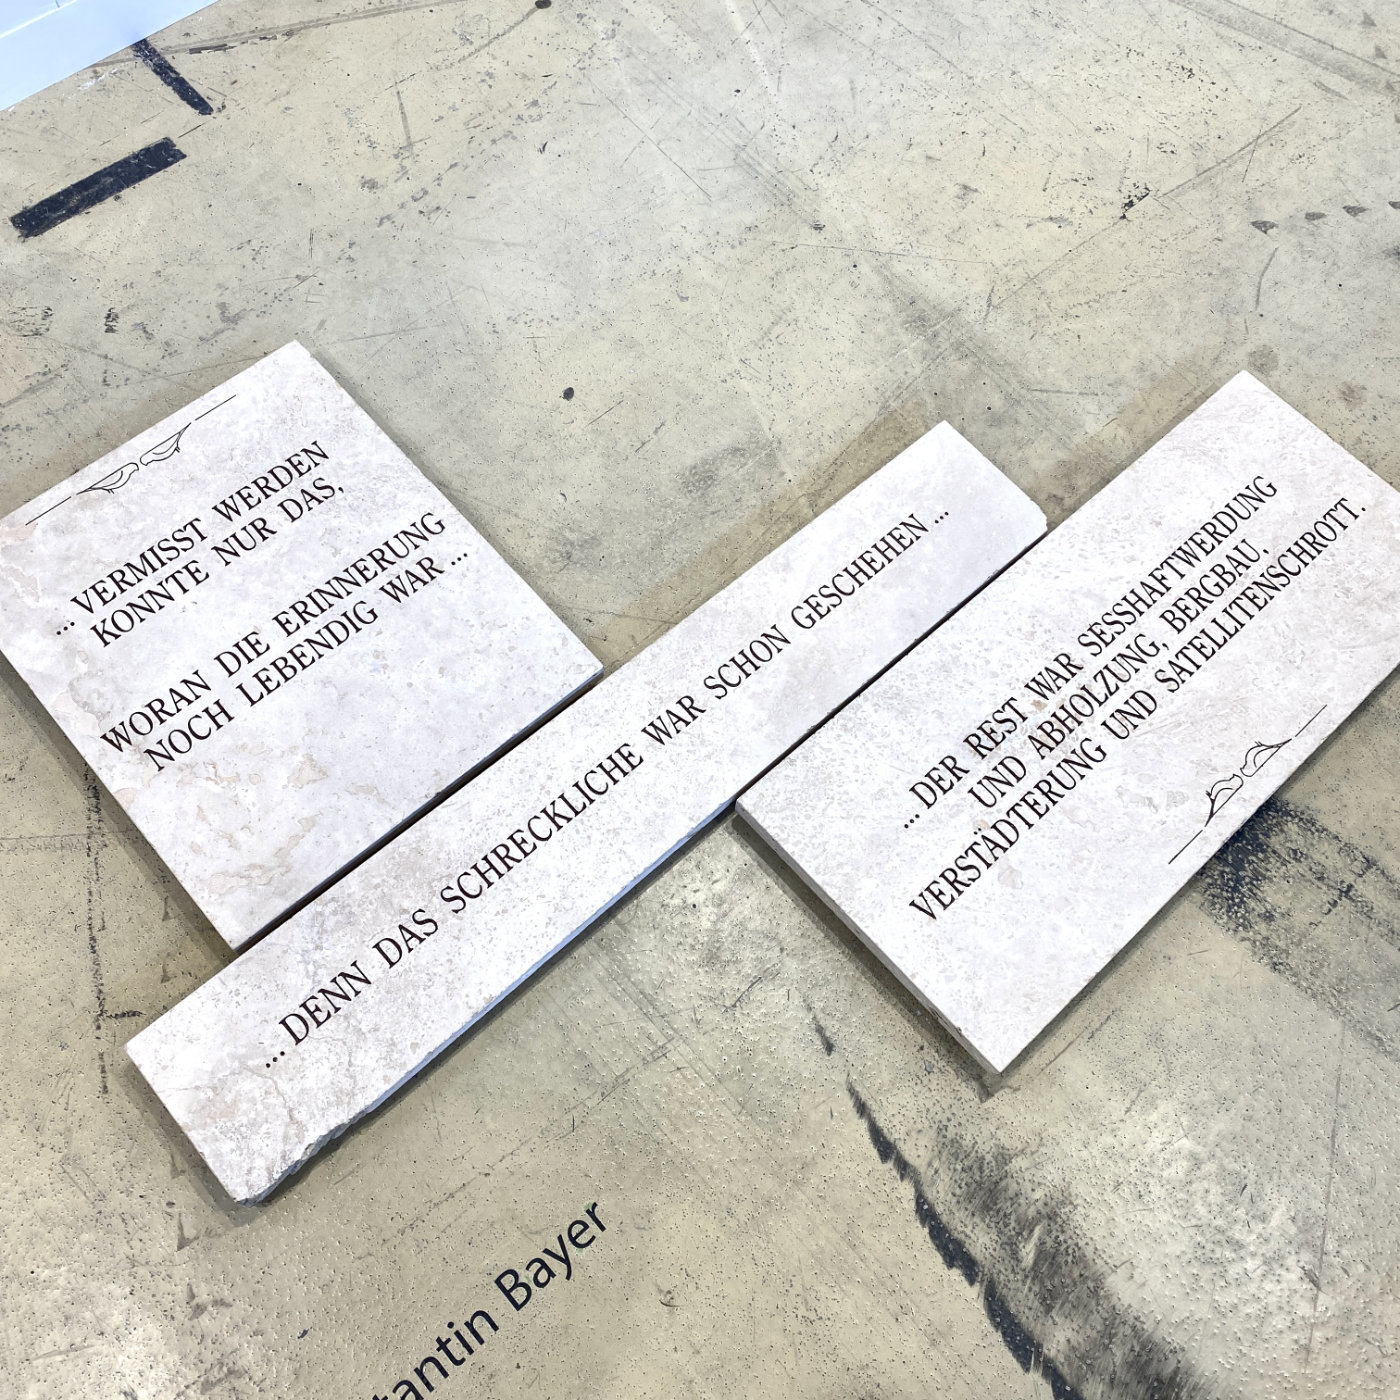 ... VERMISST WERDEN
KONNTE NUR DAS,
WORAN DIE ERINNERUNG
NOCH LEBENDIG WAR ...
... DENN DAS SCHRECKLICHE WAR SCHON GESCHEHEN ...
... DER REST WAR SESSHAFTWERDUNG
UND ABHOLZUNG, BERGBAU,
VERSTÄDTERUNG UND SATELLITENSCHROTT.
tantin Bayer